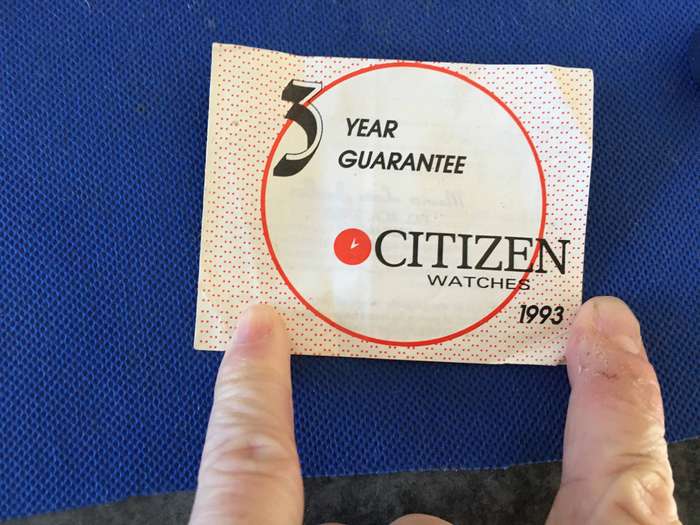 3 YEAR
GUARANTEE
CITIZEN
WATCHES
1993